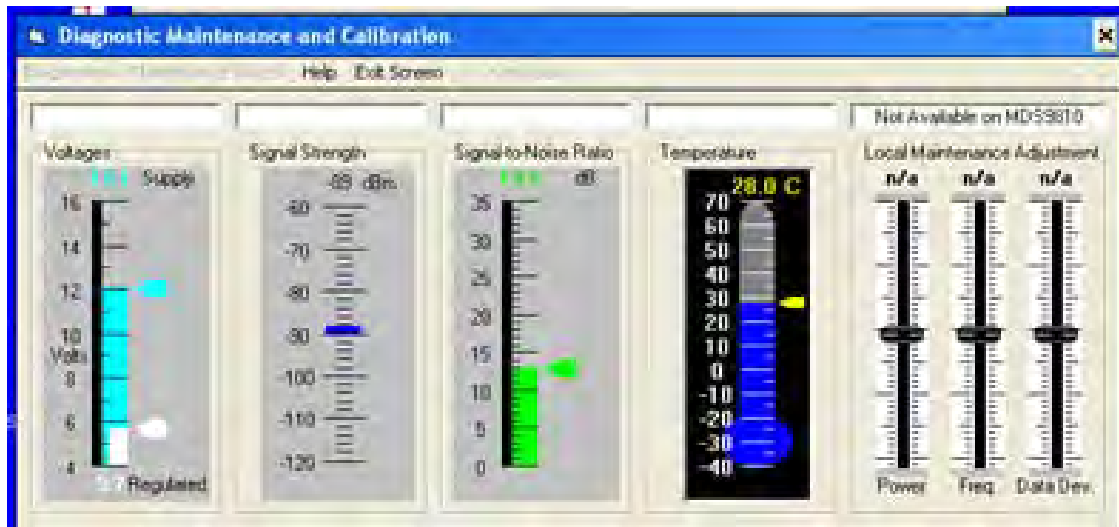 Diagnostic Maintenance and Calibration
Help Exit Screen
Not Available on MDS9810
Voltages
Supply
16
14
12
10
Volts
8
6
4
Regulated
Signal Strength
-89 dBm
-60
-70
-80
-90
-100
-110
-120
Signal-to-Noise Ratio
dB
35
30
25
20
15
10
5
0
Temperature
28.0 C
70
60
50
40
30
20
10
0
-10
-20
-30
-40
Local Maintenance Adjustment
n/a n/a n/a
Power Freq Data Dev.